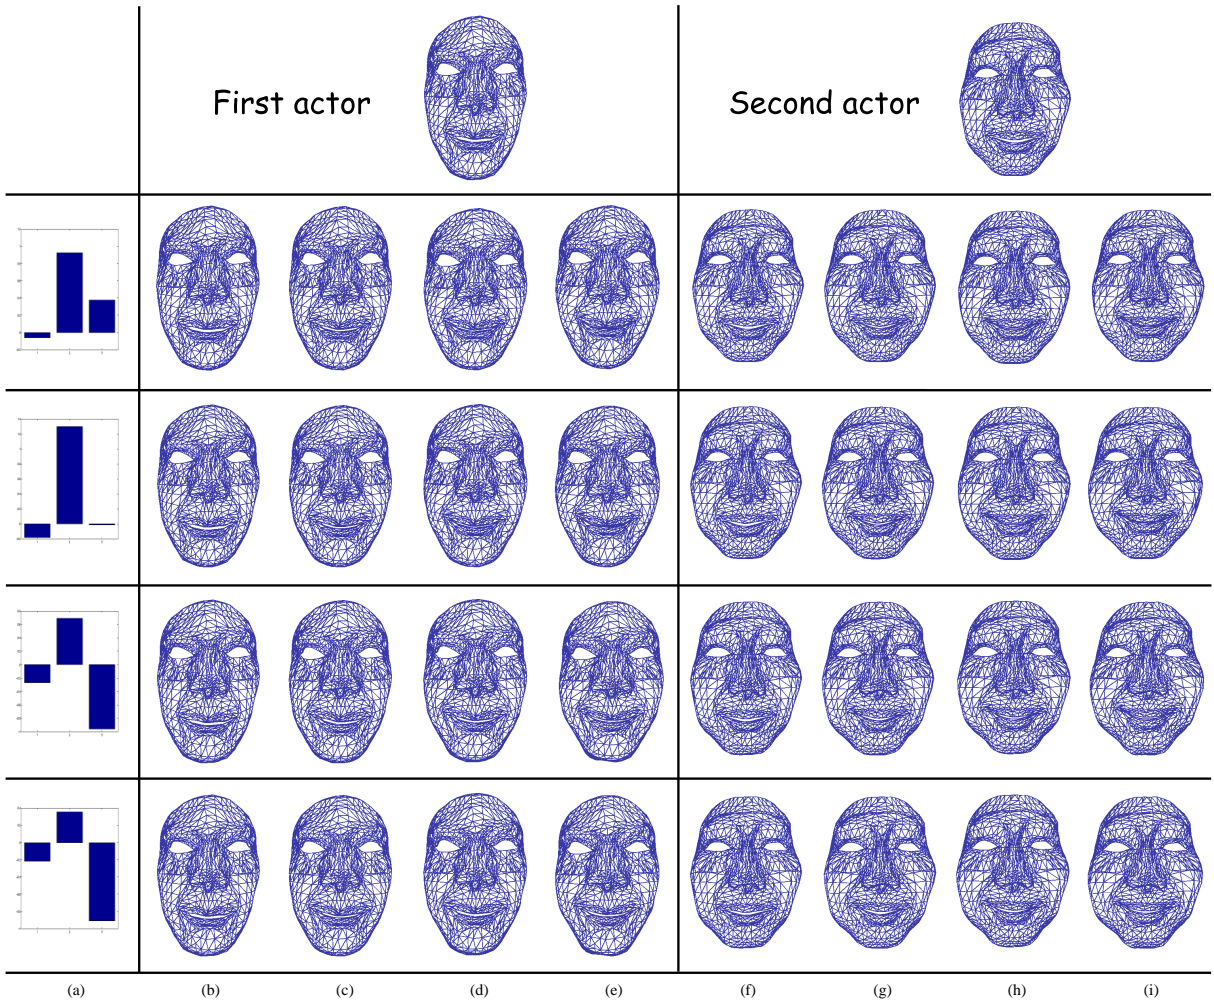 First actor
Second actor
(a)
(b)
(c)
(d)
(e)
(f)
(g)
(h)
(i)